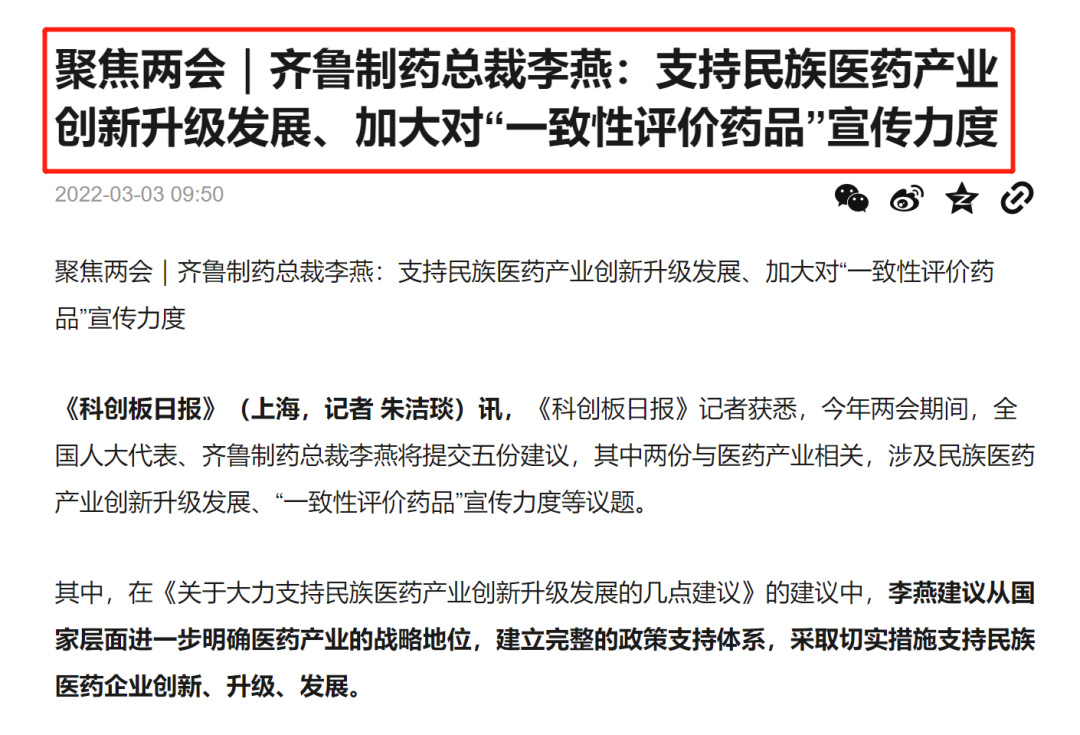 聚焦两会｜齐鲁制药总裁李燕：支持民族医药产业
创新升级发展、加大对“一致性评价药品”宣传力度
2022-03-03 09:50
聚焦两会｜齐鲁制药总裁李燕：支持民族医药产业创新升级发展、加大对“一致性评价药
品”宣传力度
《科创板日报》（上海，记者 朱洁琰）讯，《科创板日报》记者获悉，今年两会期间，全
国人大代表、齐鲁制药总裁李燕将提交五份建议，其中两份与医药产业相关，涉及民族医药
产业创新升级发展、“一致性评价药品”宣传力度等议题。
其中，在《关于大力支持民族医药产业创新升级发展的几点建议》的建议中，李燕建议从国
家层面进一步明确医药产业的战略地位，建立完整的政策支持体系，采取切实措施支持民族
医药企业创新、升级、发展。